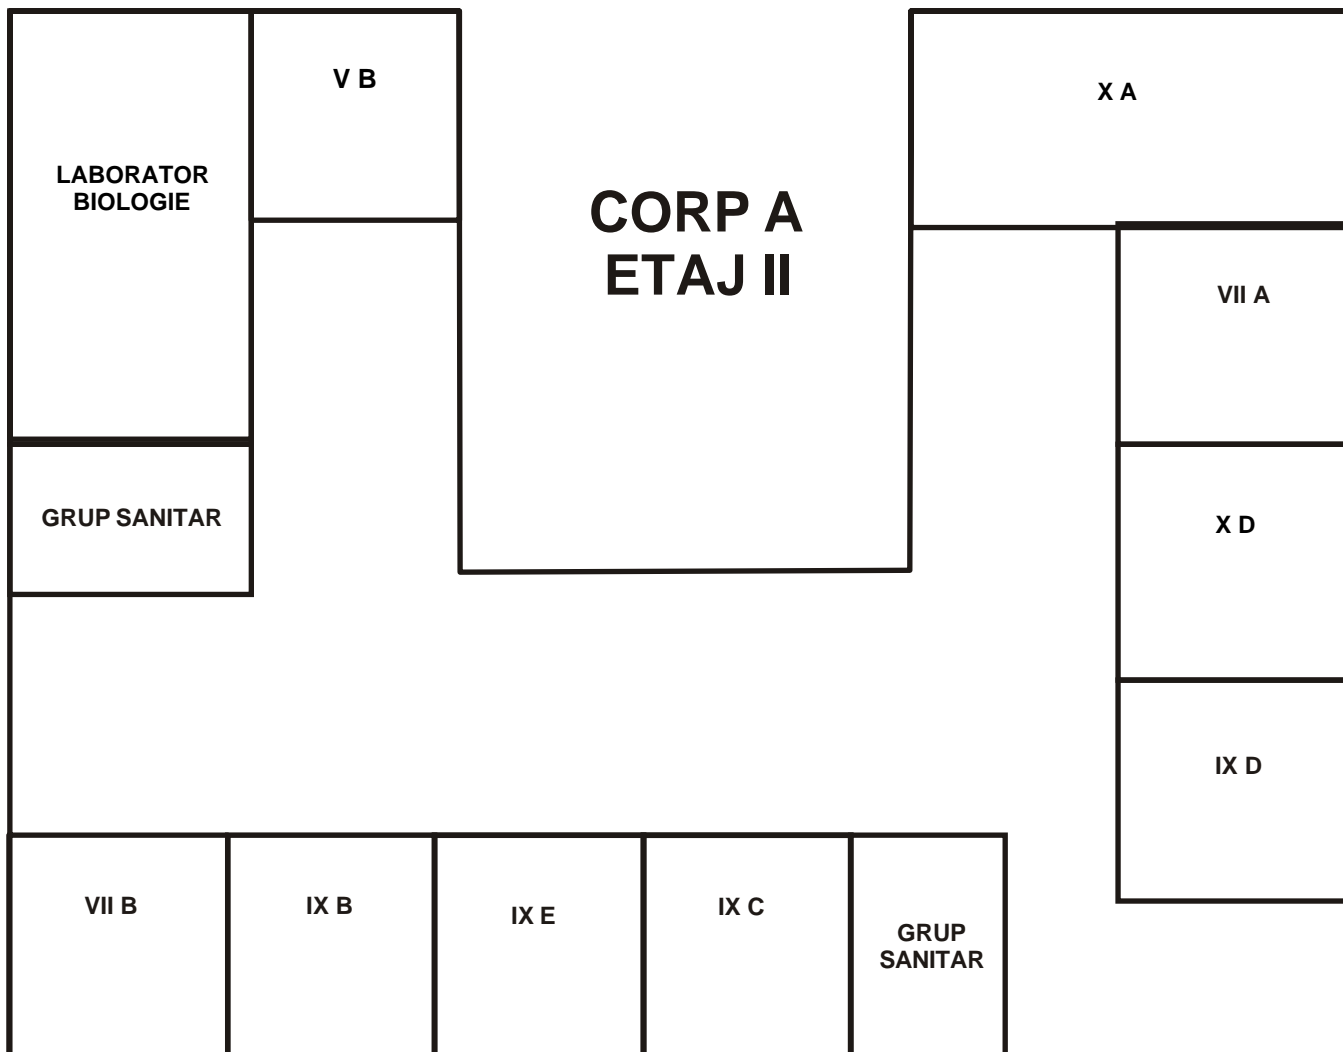 V B
X A
LABORATOR
BIOLOGIE
CORP A
ETAJ II
VII A
GRUP SANITAR
X D
IX D
VII B
IX B
IX E
IX C
GRUP
SANITAR